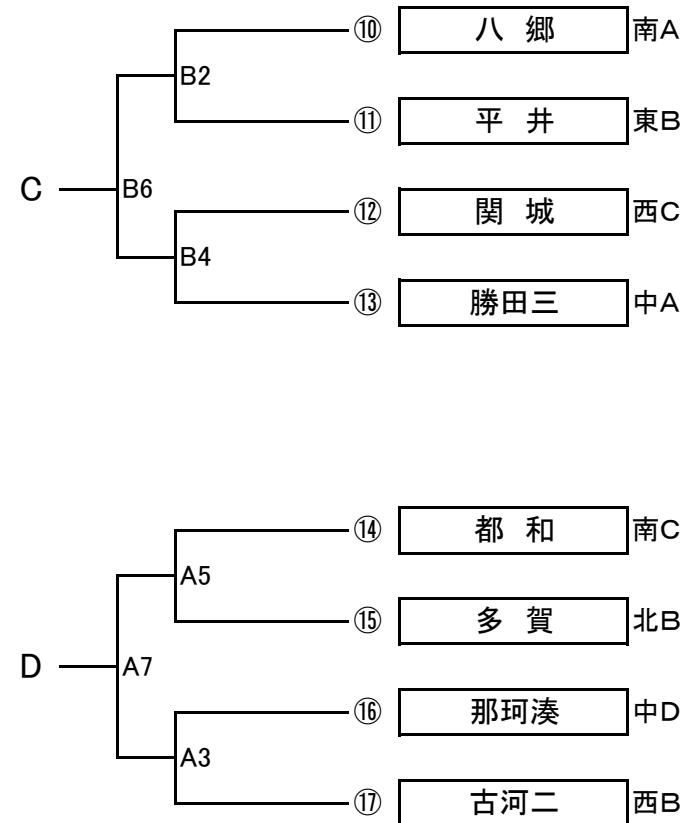 ⑩ 八 郷 南A
B2
⑪ 平 井 東B
C B6
⑫ 関 城 西C
B4
⑬ 勝田三 中A
⑭ 都 和 南C
A5
⑮ 多 賀 北B
D A7
⑯ 那珂湊 中D
A3
⑰ 古河二 西B